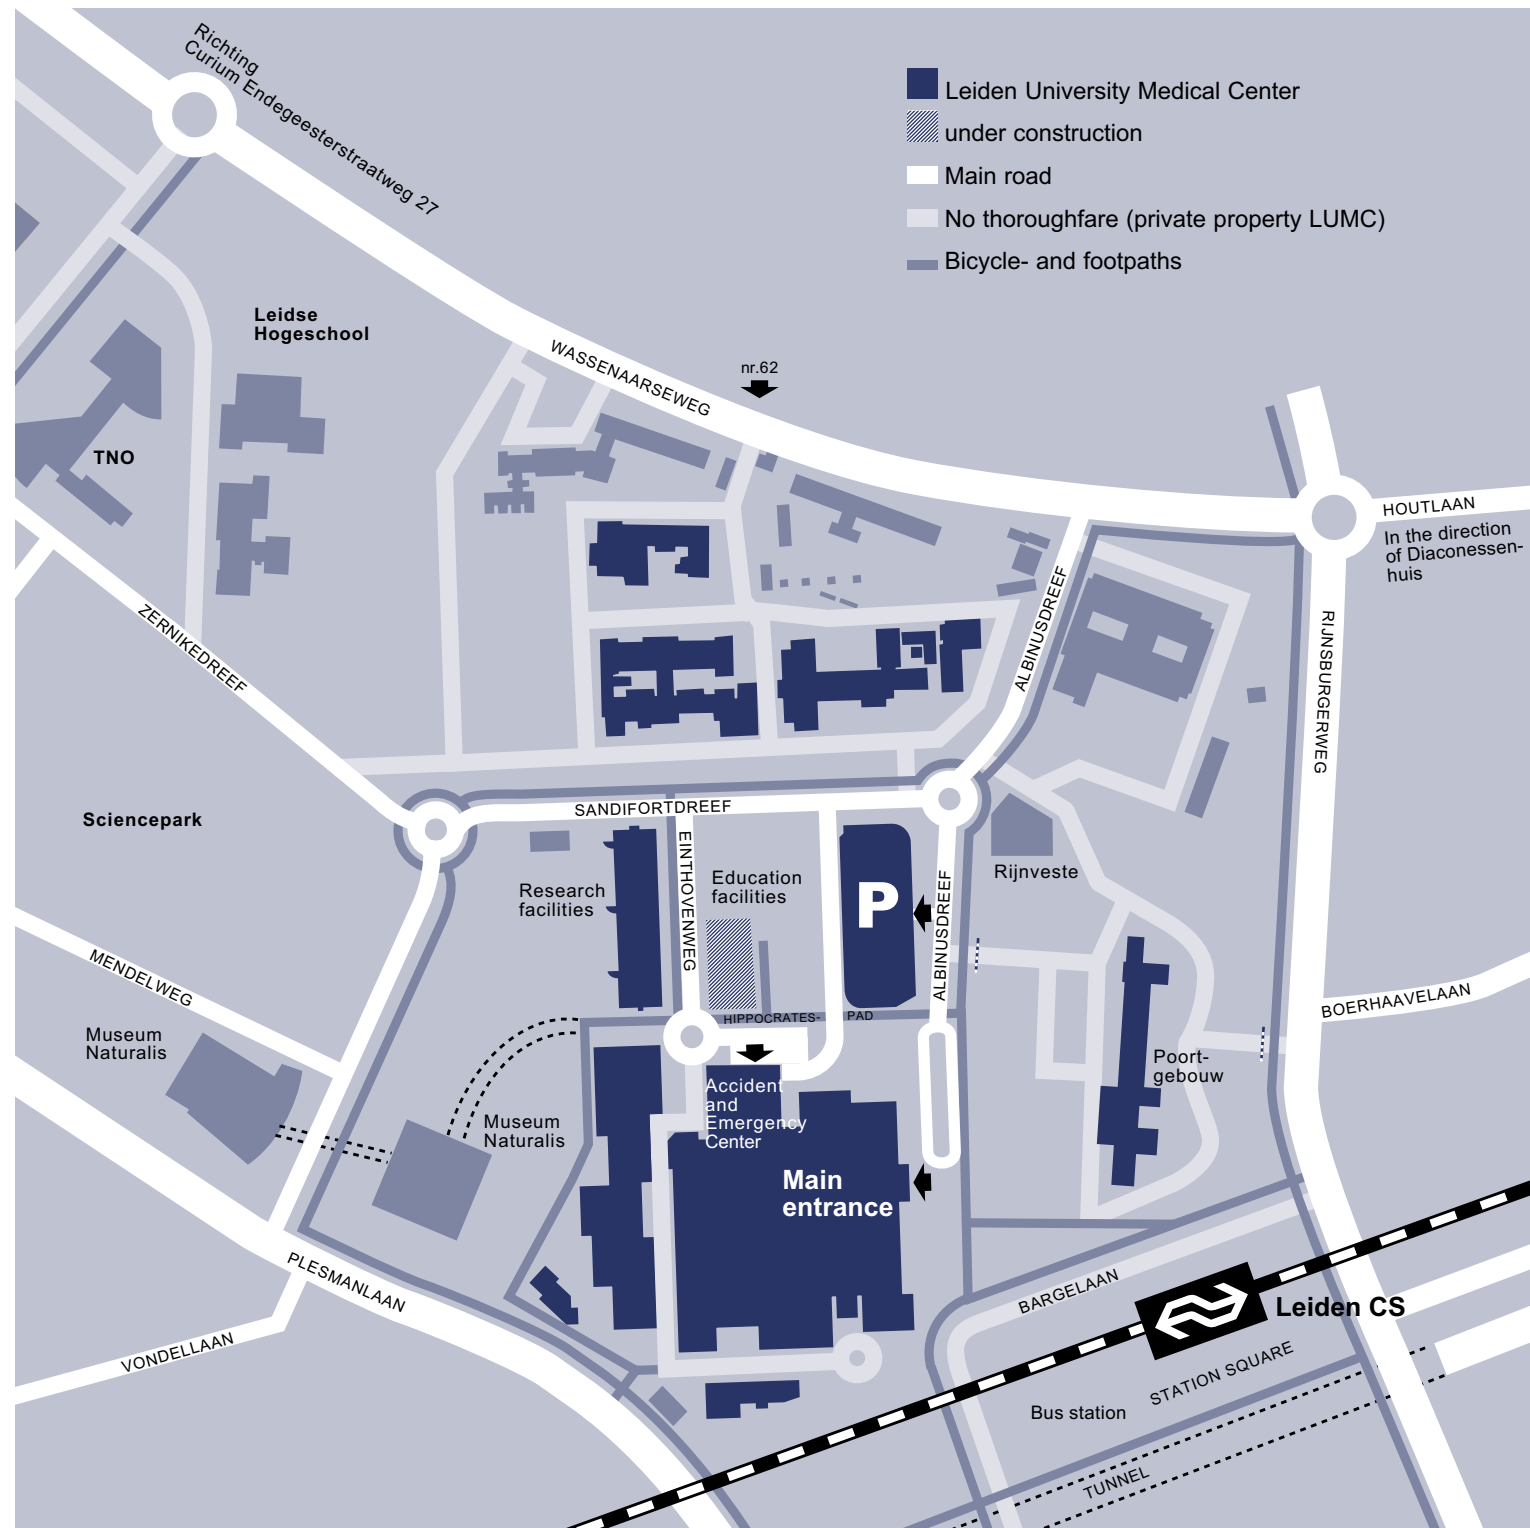 Richting
Curium Endegeesterstraatweg 27
Leiden University Medical Center
under construction
Main road
No thoroughfare (private property LUMC)
Bicycle- and footpaths
Leidse
Hogeschool
WASSENAARSEWEG
nr.62
TNO
HOUTLAAN
In the direction
of Diaconessen-
huis
ZERNIKEDREEF
ALBINUSDREEF
RIJNSBURGERWEG
Sciencepark
SANDIFORTDREEF
EINTHOVENWEG
Research
facilities
Education
facilities
P
ALBINUSDREEF
Rijnveste
MENDELWEG
HIPPOCRATES-
PAD
BOERHAAVELAAN
Museum
Naturalis
Poort-
gebouw
Accident
and
Emergency
Center
Museum
Naturalis
Main
entrance
PLESMANLAAN
BARGELAAN
Leiden CS
VONDELLAAN
STATION SQUARE
Bus station
TUNNEL